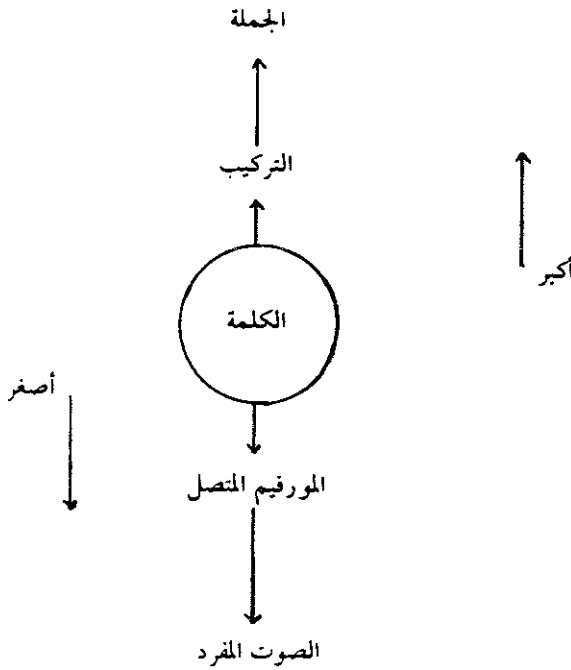 الجملة
التركيب
أكبر
الكلمة
أصغر
المورفيم المتصل
الصوت المفرد